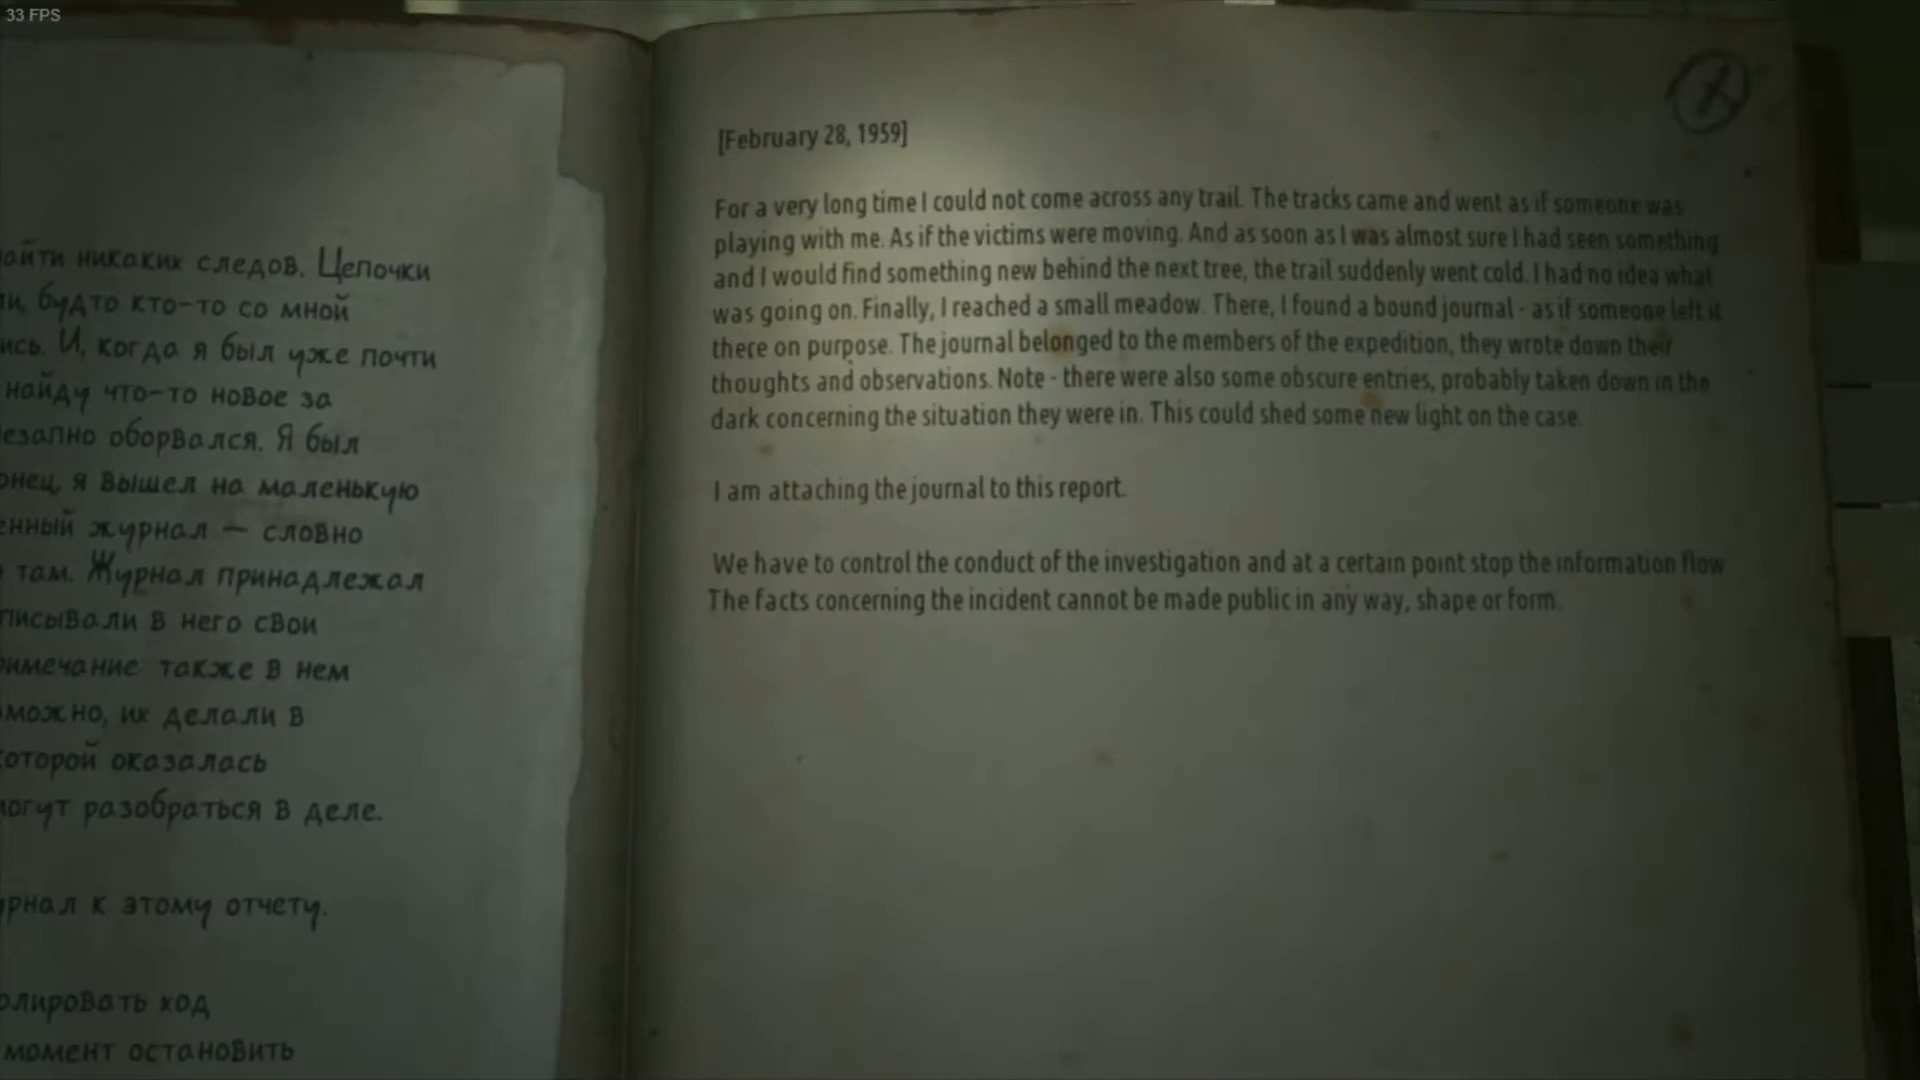 33 FPS
айти никаких следов. Цепочки
и, будто кто-то со мной
ись. И, когда я был уже почти
найду что-то новое за
езапно оборвался. Я был
онец, я вышел на маленькую
енный журнал — словно
там. Журнал принадлежал
писывали в него свои
римечание: также в нем
можно, их делали в
которой оказалась
могут разобраться в деле.
рнал к этому отчету.
олировать ход
момент остановить
[February 28, 1959]
For a very long time I could not come across any trail. The tracks came and went as if someone was
playing with me. As if the victims were moving. And as soon as I was almost sure I had seen something
and I would find something new behind the next tree, the trail suddenly went cold. I had no idea what
was going on. Finally, I reached a small meadow. There, I found a bound journal - as if someone left it
there on purpose. The journal belonged to the members of the expedition, they wrote down their
thoughts and observations. Note - there were also some obscure entries, probably taken down in the
dark concerning the situation they were in. This could shed some new light on the case.
I am attaching the journal to this report.
We have to control the conduct of the investigation and at a certain point stop the information flow
The facts concerning the incident cannot be made public in any way, shape or form.